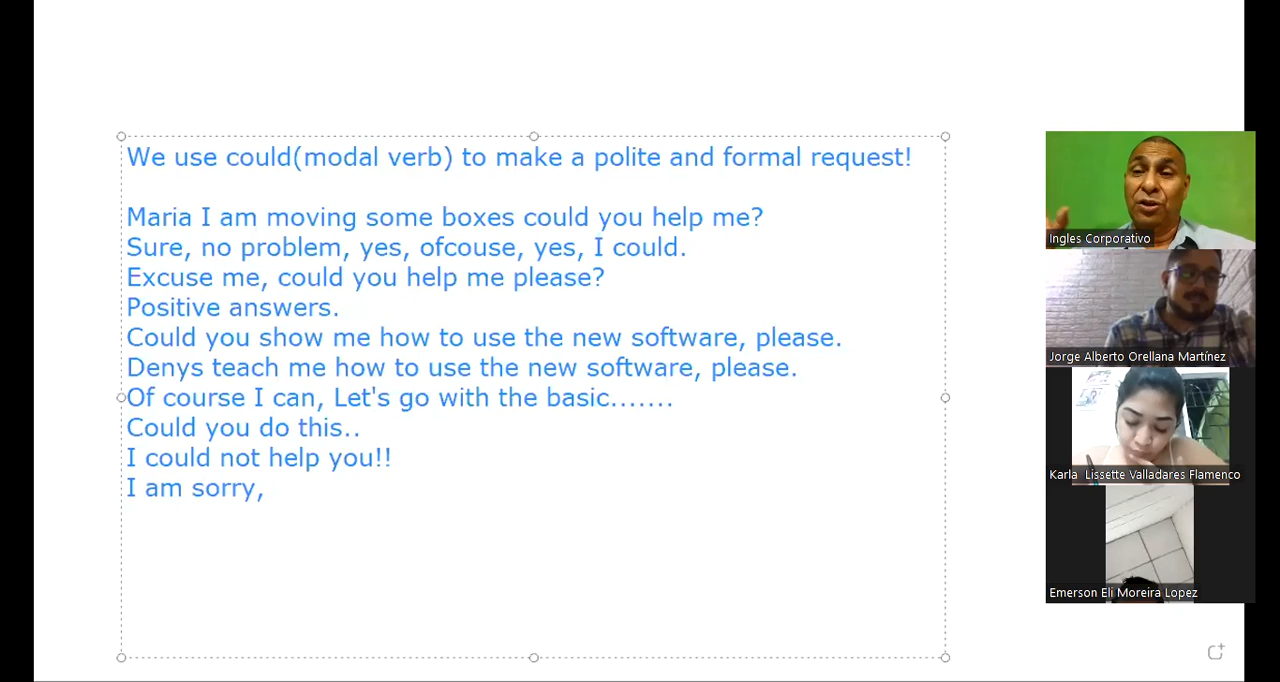 We use could(modal verb) to make a polite and formal request!
Maria I am moving some boxes could you help me?
Sure, no problem, yes, ofcouse, yes, I could.
Excuse me, could you help me please?
Positive answers.
Could you show me how to use the new software, please.
Denys teach me how to use the new software, please.
Of course I can, Let's go with the basic.......
Could you do this..
I could not help you!!
I am sorry,
Ingles Corporativo
Jorge Alberto Orellana Martínez
Karla Lissette Valladares Flamenco
Emerson Eli Moreira Lopez